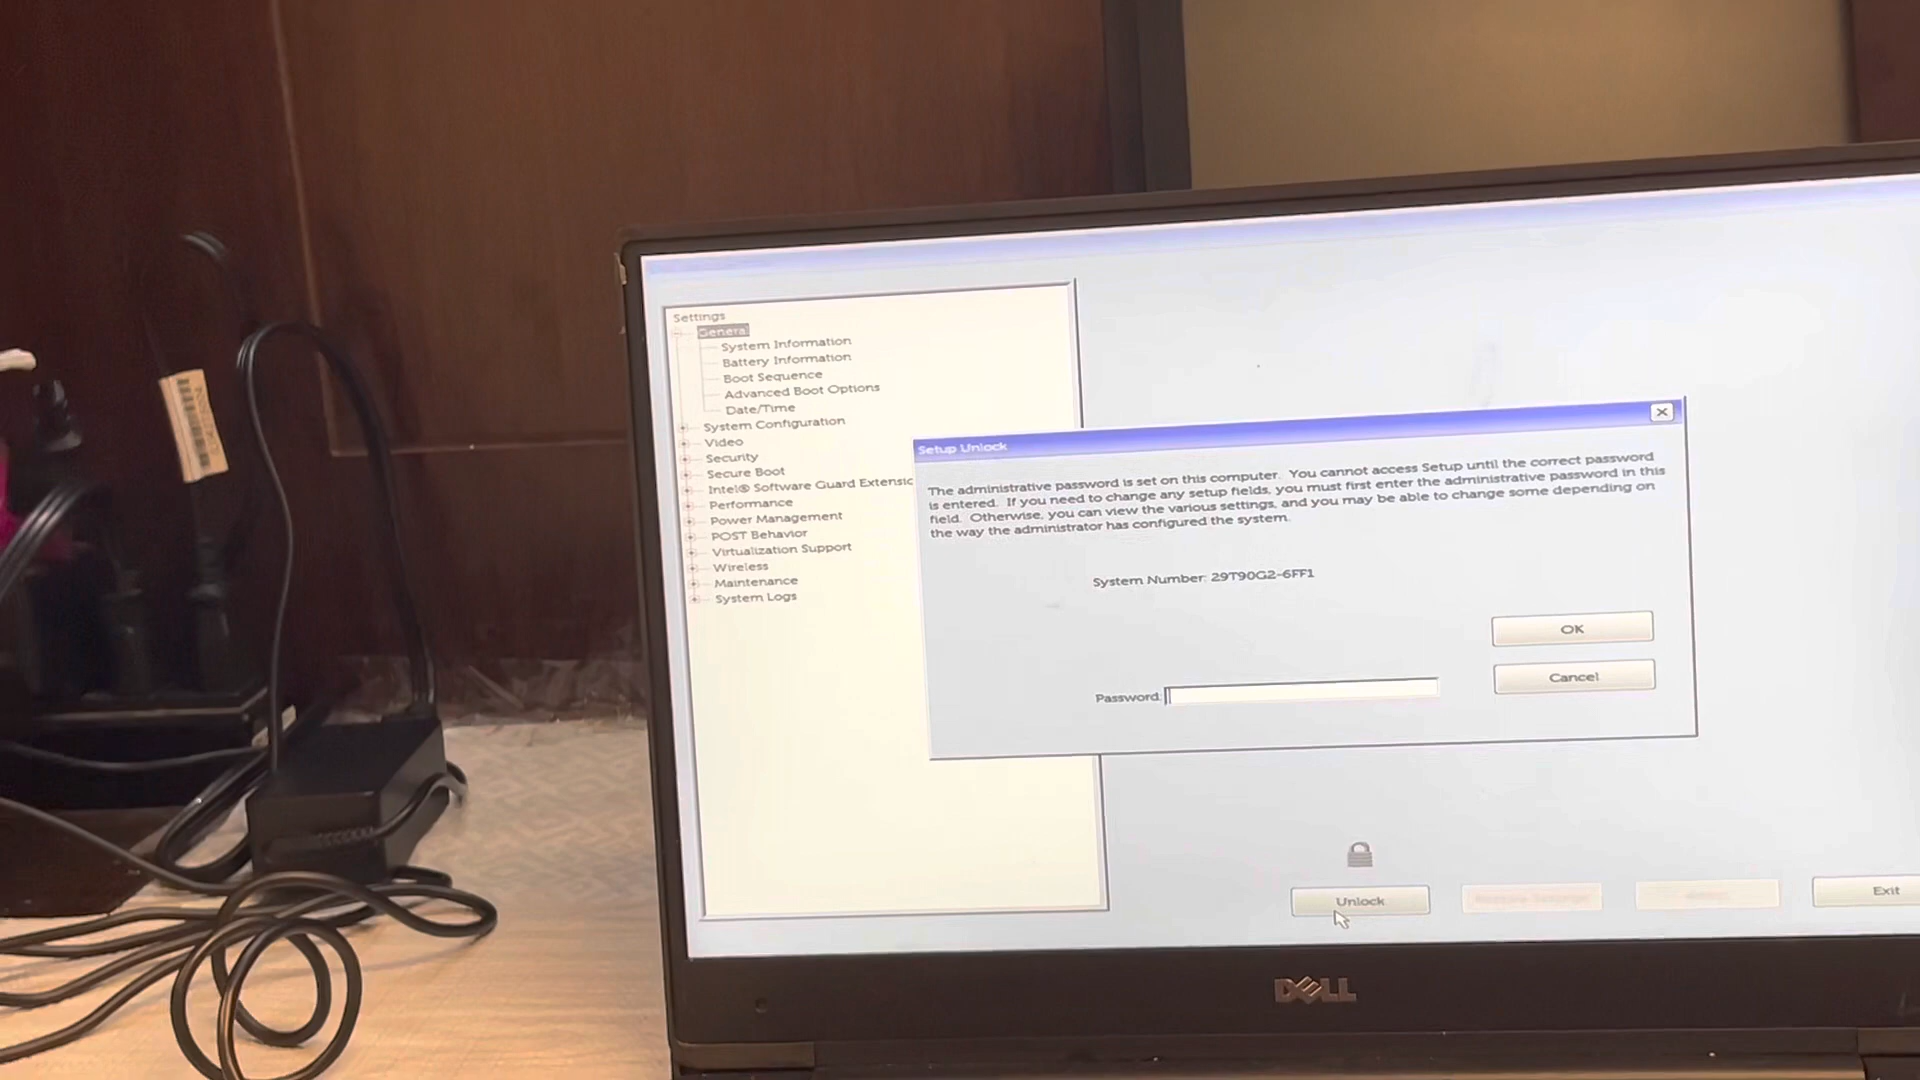 Settings
General
System Information
Battery Information
Boot Sequence
Advanced Boot Options
Date/Time
System Configuration
Video
Security
Secure Boot
Intel® Software Guard Extensic
Performance
Power Management
POST Behavior
Virtualization Support
Wireless
Maintenance
System Logs
Setup Unlock
The administrative password is set on this computer. You cannot access Setup until the correct password
is entered. If you need to change any setup fields, you must first enter the administrative password in this
field. Otherwise, you can view the various settings, and you may be able to change some depending on
the way the administrator has configured the system.
System Number: 29T90G2-6FF1
OK
Cancel
Password:
Unlock
Exit
DELL